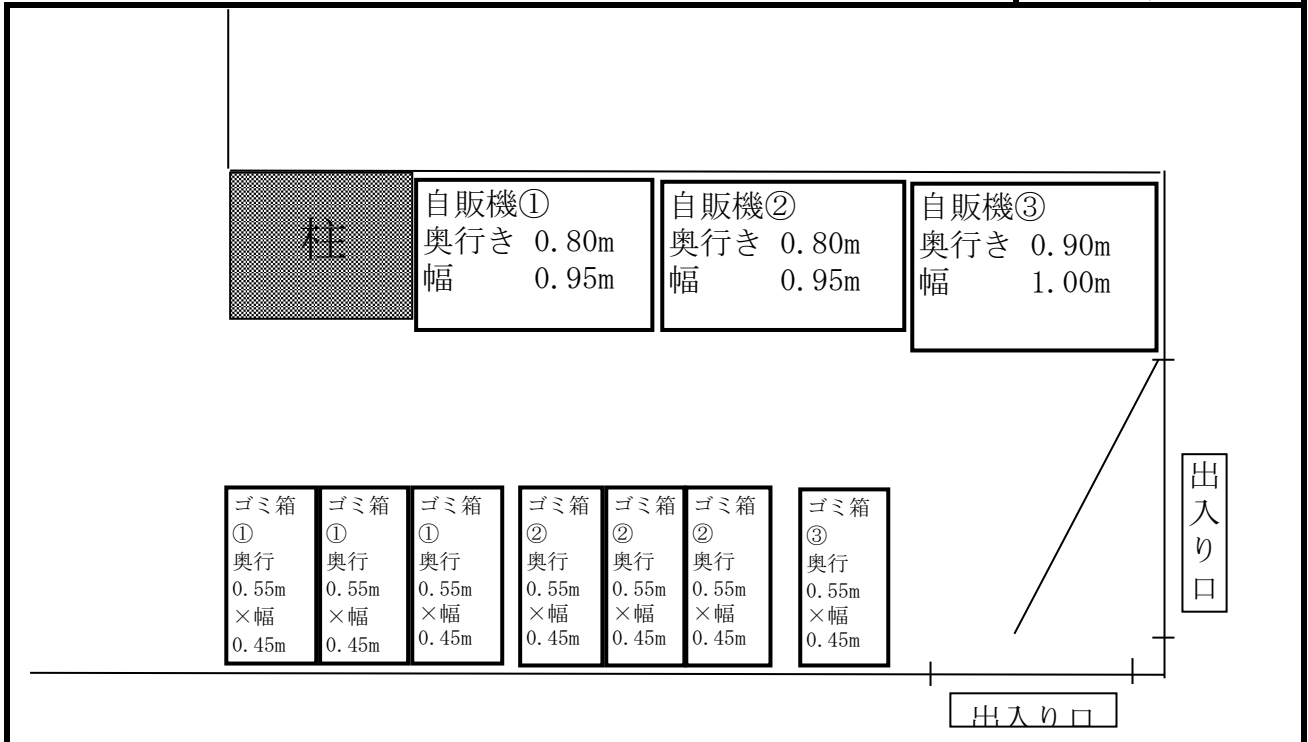 柱
自販機①
奥行き 0.80m
幅 0.95m
自販機②
奥行き 0.80m
幅 0.95m
自販機③
奥行き 0.90m
幅 1.00m
ゴミ箱
①
奥行
0.55m
×幅
0.45m
ゴミ箱
①
奥行
0.55m
×幅
0.45m
ゴミ箱
①
奥行
0.55m
×幅
0.45m
ゴミ箱
②
奥行
0.55m
×幅
0.45m
ゴミ箱
②
奥行
0.55m
×幅
0.45m
ゴミ箱
②
奥行
0.55m
×幅
0.45m
ゴミ箱
③
奥行
0.55m
×幅
0.45m
出入り口
出入り口